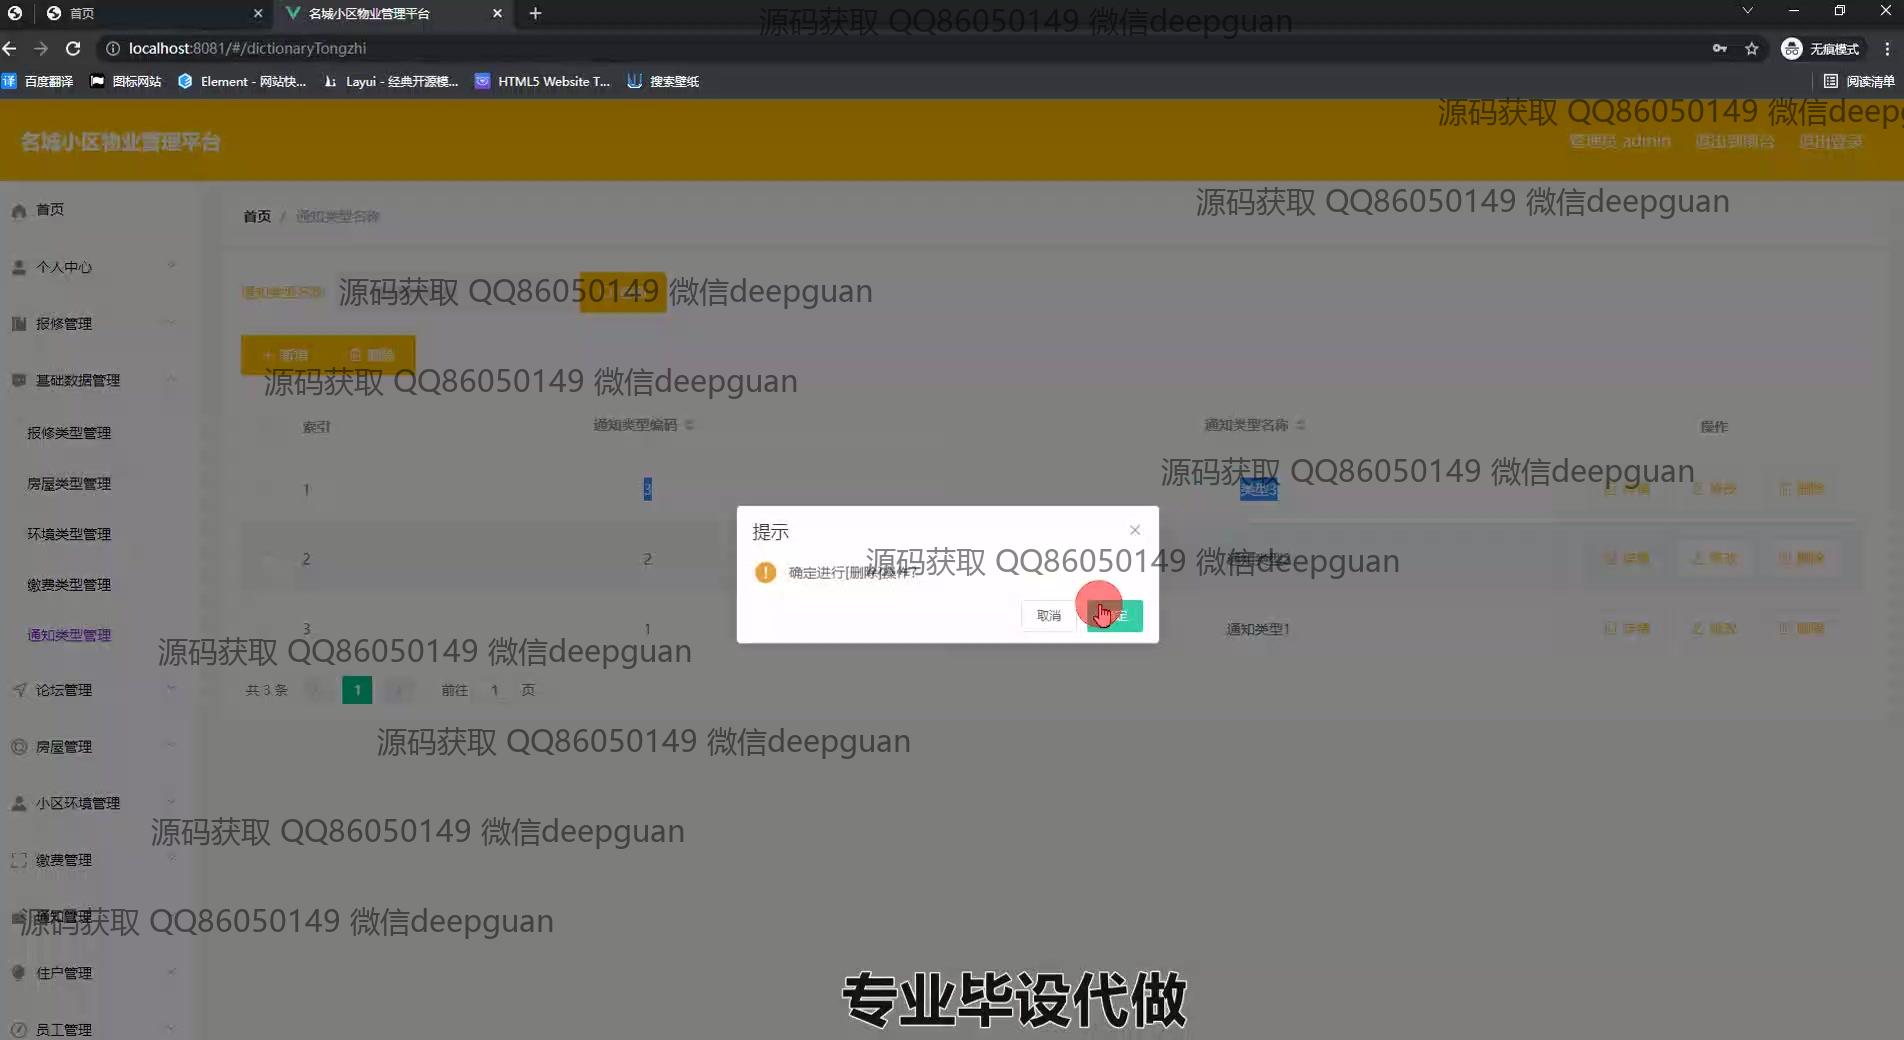 首页
名城小区物业管理平台
源码获取 QQ86050149 微信deepguan
localhost:8081/#/dictionaryTongzhi
无痕模式
百度翻译
图标网站
Element - 网站快...
Layui - 经典开源模...
HTML5 Website T...
搜索壁纸
阅读清单
源码获取 QQ86050149 微信deepg
名城小区物业管理平台
管理员 admin
退出到前台
退出登录
源码获取 QQ86050149 微信deepguan
首页
个人中心
报修管理
基础数据管理
报修类型管理
房屋类型管理
环境类型管理
缴费类型管理
通知类型管理
论坛管理
房屋管理
小区环境管理
缴费管理
通知管理
住户管理
员工管理
首页 / 通知类型名称
通知类型名称
源码获取 QQ86050149 微信deepguan
+ 新增
删除
源码获取 QQ86050149 微信deepguan
索引 通知类型编码 通知类型名称 操作
源码获取 QQ86050149 微信deepguan
1 3 类型3 详情 修改 删除
2 2 通知类型2 详情 修改 删除
3 1 通知类型1 详情 修改 删除
提示
源码获取 QQ86050149 微信deepguan
确定进行[删除]操作?
取消
定
源码获取 QQ86050149 微信deepguan
共 3 条
1
前往 1 页
源码获取 QQ86050149 微信deepguan
源码获取 QQ86050149 微信deepguan
源码获取 QQ86050149 微信deepguan
专业毕设代做